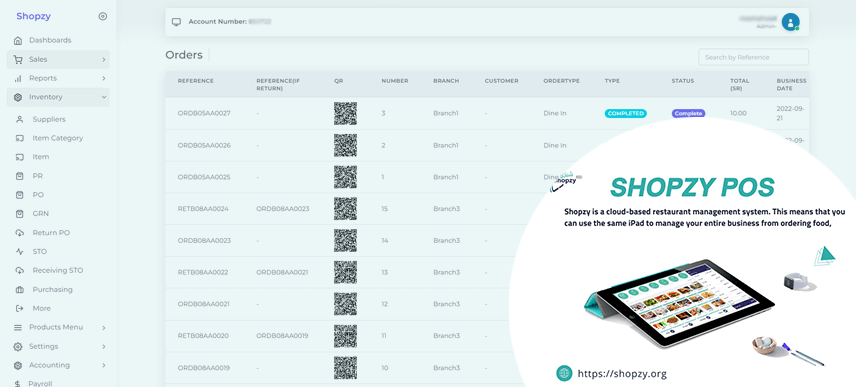 Shopzy
Account Number:
Admin
Dashboards
Sales
Reports
Inventory
Suppliers
Item Category
Item
PR
PO
GRN
Return PO
STO
Receiving STO
Purchasing
More
Products Menu
Settings
Accounting
Payroll
Orders
Search by Reference
REFERENCE REFERENCE(IF RETURN) QR NUMBER BRANCH CUSTOMER ORDERTYPE TYPE STATUS TOTAL (SR) BUSINESS DATE
ORDB05AA0027 - 3 Branch1 - Dine In COMPLETED Complete 10.00 2022-09-21
ORDB05AA0026 - 2 Branch1 - Dine In 2022-09-
ORDB05AA0025 - 1 Branch1 - Dine
RETB08AA0024 ORDB08AA0023 15 Branch3 -
ORDB08AA0023 - 14 Branch3 -
RETB08AA0022 ORDB08AA0021 13 Branch3 -
ORDB08AA0021 - 12 Branch3 -
RETB08AA0020 ORDB08AA0019 11 Branch3 -
ORDB08AA0019 - 10 Branch3 -
shopzy
SHOPZY POS
Shopzy is a cloud-based restaurant management system. This means that you
can use the same iPad to manage your entire business from ordering food,
https://shopzy.org